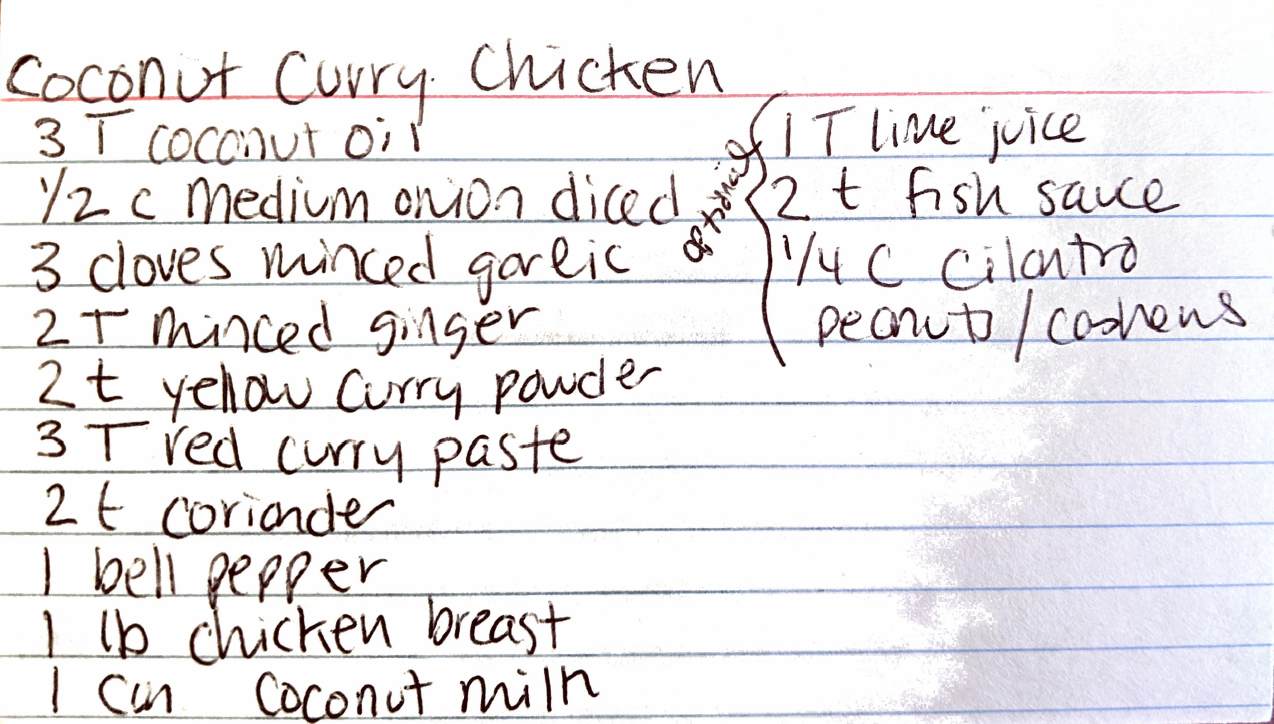 Coconut Curry Chicken
3 T coconut oil
1/2 c medium onion diced
3 cloves minced garlic
2 T minced ginger
2 t yellow curry powder
3 T red curry paste
2 t coriander
1 bell pepper
1 lb chicken breast
1 can coconut milk
optional
1 T lime juice
2 t fish sauce
1/4 C cilantro
peanuts/cashews